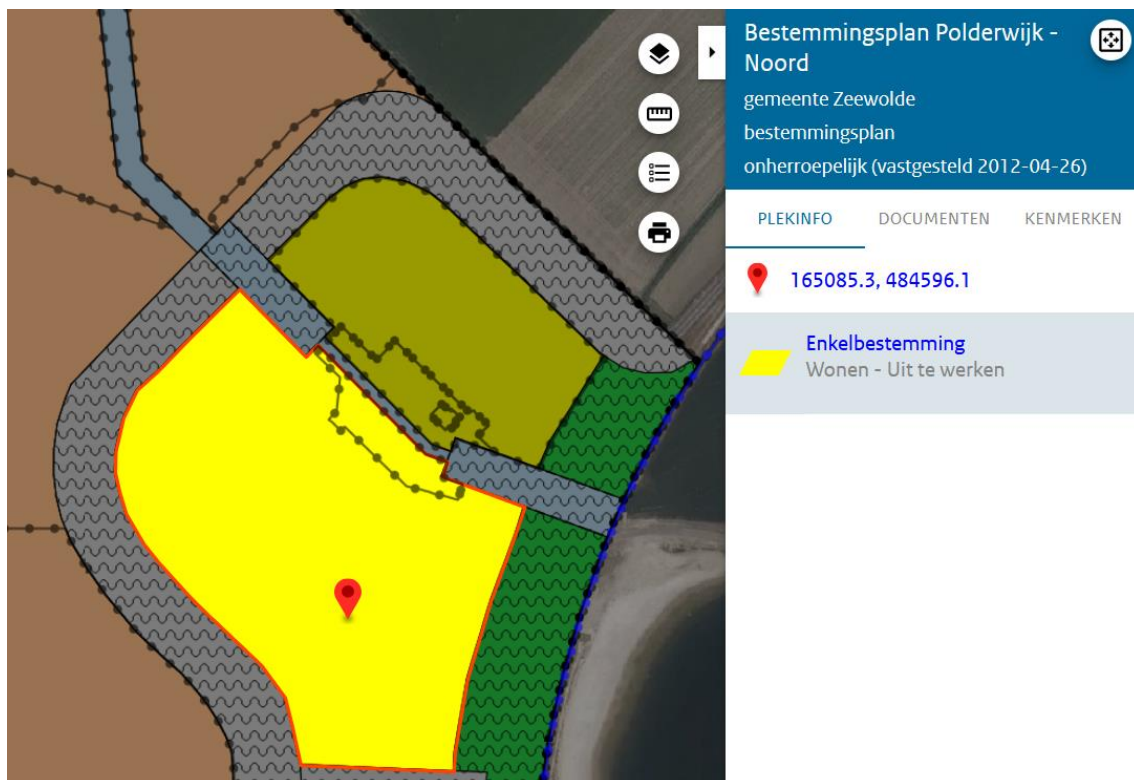 Bestemmingsplan Polderwijk -
Noord
gemeente Zeewolde
bestemmingsplan
onherroepelijk (vastgesteld 2012-04-26)
PLEKINFO DOCUMENTEN KENMERKEN
165085.3, 484596.1
Enkelbestemming
Wonen - Uit te werken